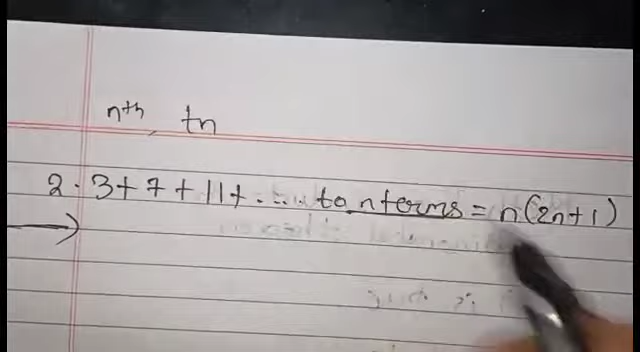 nth, tn
2. 3+7+11+ ..... to n terms = n(2n+1)